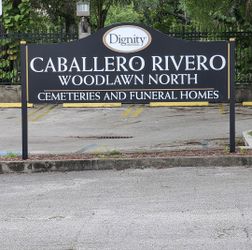 Dignity
CABALLERO RIVERO
WOODLAWN NORTH
CEMETERIES AND FUNERAL HOMES